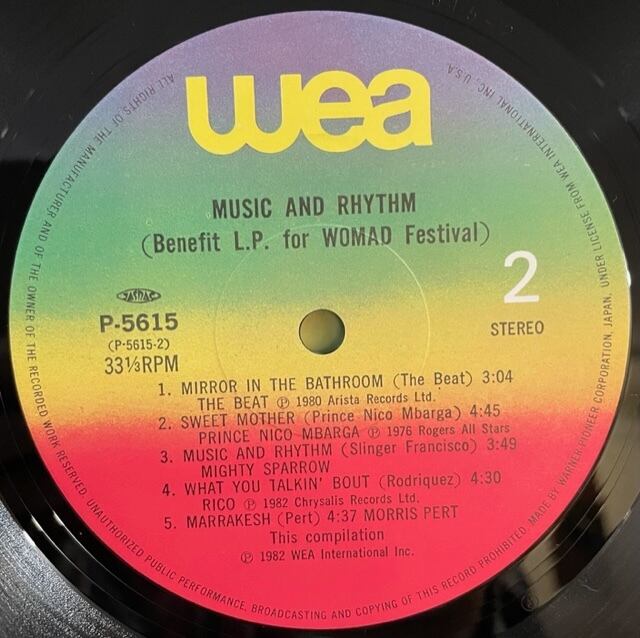 wea
MUSIC AND RHYTHM
(Benefit L.P. for WOMAD Festival)
2
STEREO
JASRAC
P-5615
(P-5615-2)
33⅓RPM
1. MIRROR IN THE BATHROOM (The Beat) 3:04
THE BEAT Ⓟ 1980 Arista Records Ltd.
2. SWEET MOTHER (Prince Nico Mbarga) 4:45
PRINCE NICO MBARGA Ⓟ 1976 Rogers All Stars
3. MUSIC AND RHYTHM (Slinger Francisco) 3:49
MIGHTY SPARROW
4. WHAT YOU TALKIN' BOUT (Rodriquez) 4:30
RICO Ⓟ 1982 Chrysalis Records Ltd.
5. MARRAKESH (Pert) 4:37 MORRIS PERT
This compilation
Ⓟ 1982 WEA International Inc.
ALL RIGHTS OF THE MANUFACTURER AND OF THE OWNER OF THE RECORDED WORK RESERVED. UNAUTHORIZED PUBLIC PERFORMANCE, BROADCASTING AND COPYING OF THIS RECORD PROHIBITED. MADE BY WARNER-PIONEER CORPORATION, JAPAN, UNDER LICENSE FROM WEA INTERNATIONAL INC., U.S.A.